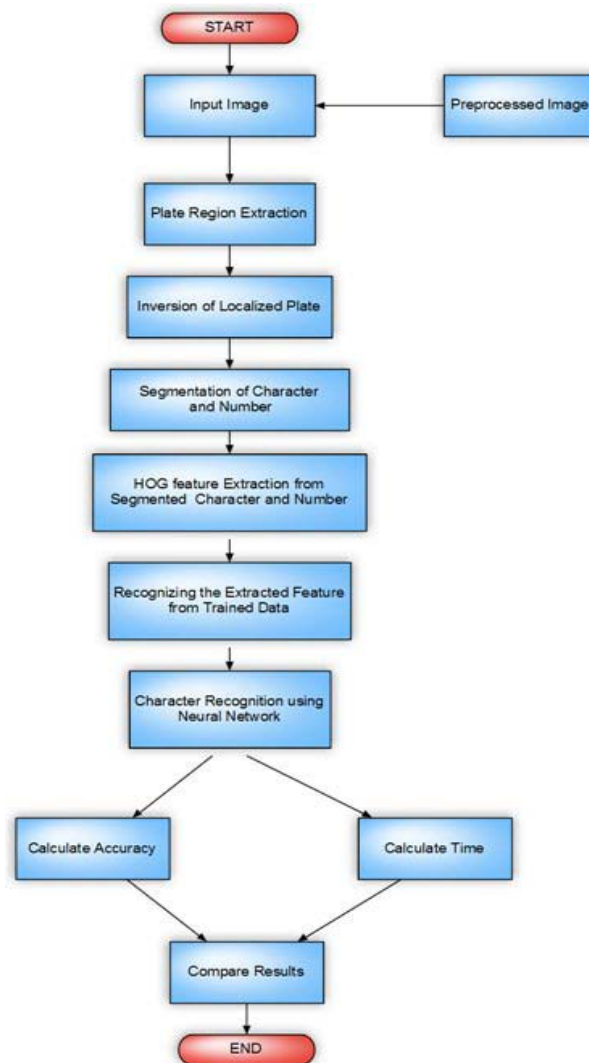 START
Input Image
Preprocessed Image
Plate Region Extraction
Inversion of Localized Plate
Segmentation of Character
and Number
HOG feature Extraction from
Segmented Character and Number
Recognizing the Extracted Feature
from Trained Data
Character Recognition using
Neural Network
Calculate Accuracy
Calculate Time
Compare Results
END